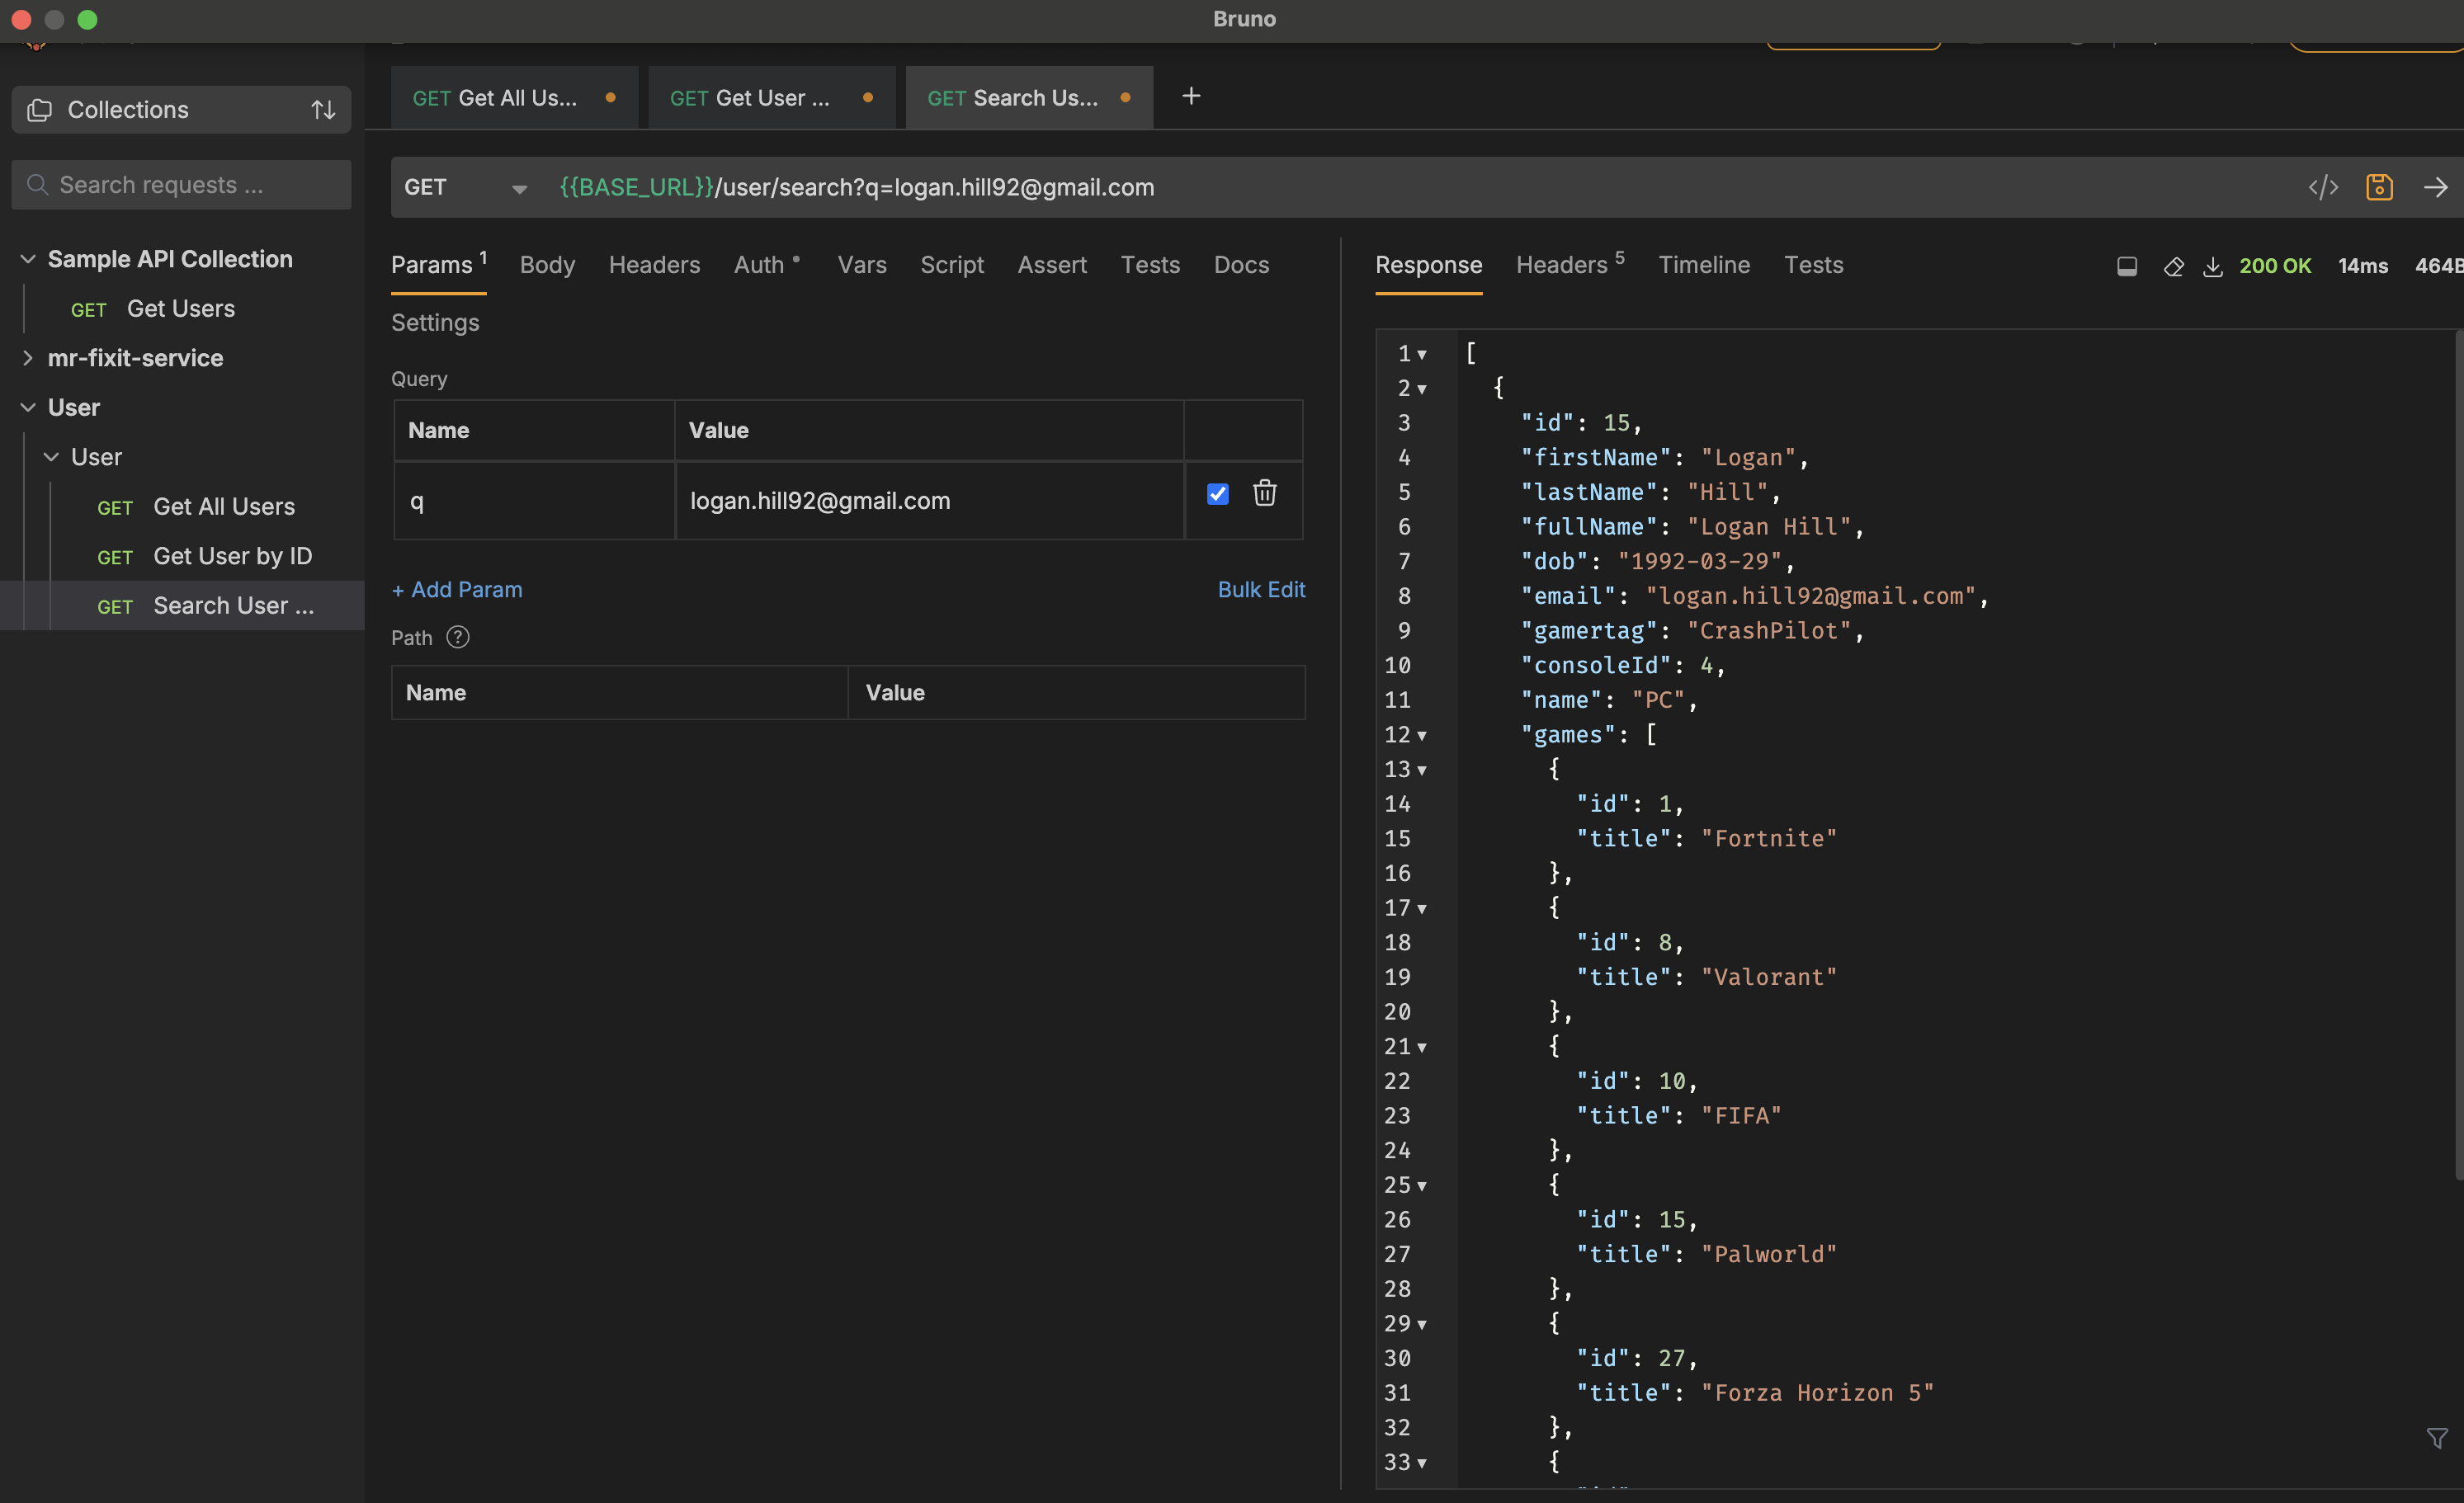 Bruno
Collections
GET Get All Us...
GET Get User ...
GET Search Us...
+
Search requests ...
GET
{{BASE_URL}}/user/search?q=logan.hill92@gmail.com
</>
Sample API Collection
GET Get Users
mr-fixit-service
User
User
GET Get All Users
GET Get User by ID
GET Search User ...
Params 1
Body
Headers
Auth
Vars
Script
Assert
Tests
Docs
Settings
Query
Name
Value
q
logan.hill92@gmail.com
+ Add Param
Bulk Edit
Path ?
Name
Value
Response
Headers 5
Timeline
Tests
200 OK
14ms
464B
1 [
2 {
3 "id": 15,
4 "firstName": "Logan",
5 "lastName": "Hill",
6 "fullName": "Logan Hill",
7 "dob": "1992-03-29",
8 "email": "logan.hill92@gmail.com",
9 "gamertag": "CrashPilot",
10 "consoleId": 4,
11 "name": "PC",
12 "games": [
13 {
14 "id": 1,
15 "title": "Fortnite"
16 },
17 {
18 "id": 8,
19 "title": "Valorant"
20 },
21 {
22 "id": 10,
23 "title": "FIFA"
24 },
25 {
26 "id": 15,
27 "title": "Palworld"
28 },
29 {
30 "id": 27,
31 "title": "Forza Horizon 5"
32 },
33 {